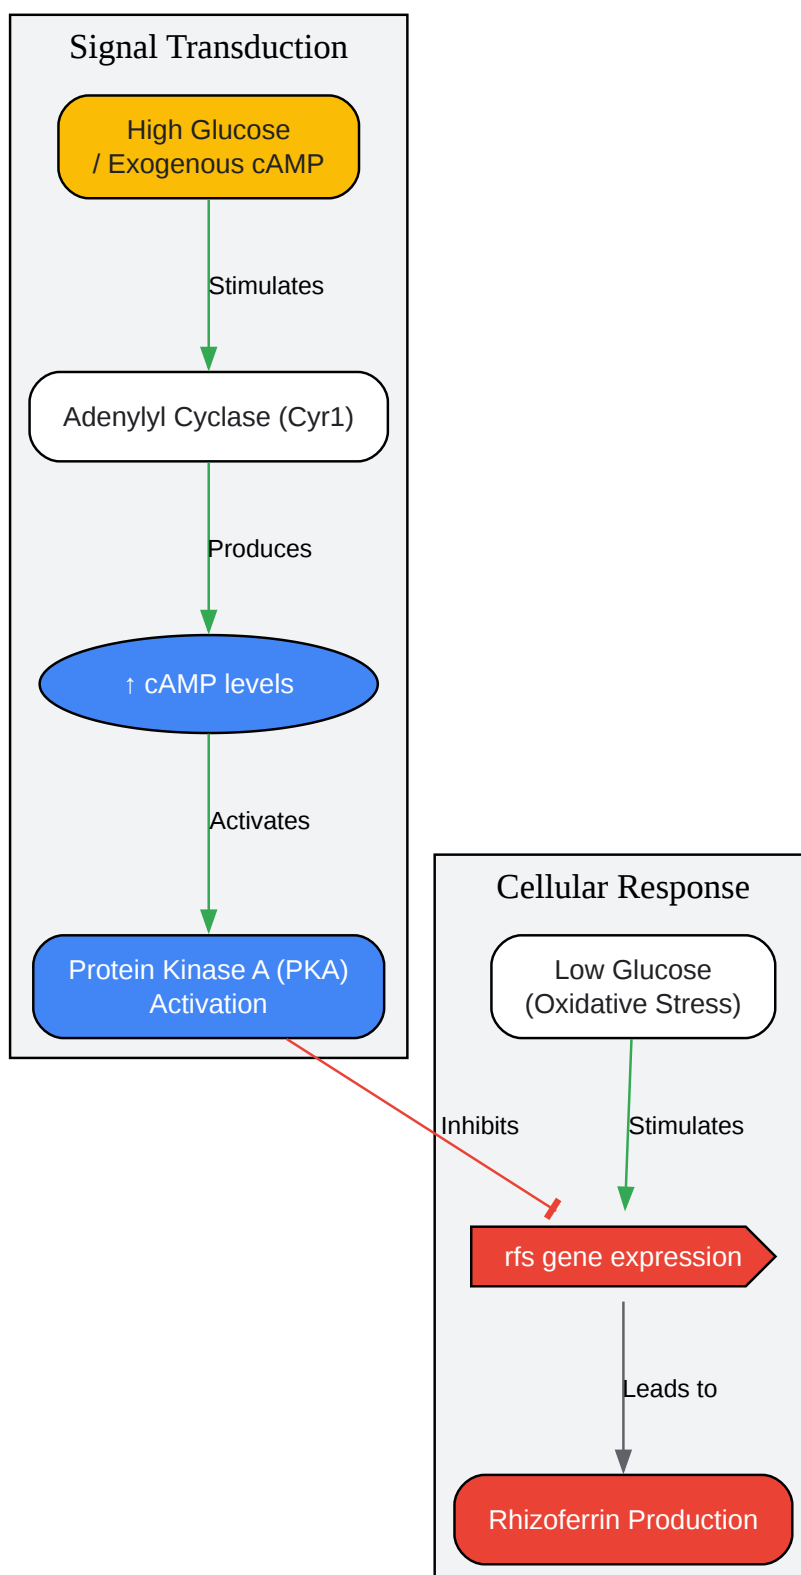 Signal Transduction
High Glucose
/ Exogenous cAMP
Stimulates
Adenylyl Cyclase (Cyr1)
Produces
↑ cAMP levels
Activates
Protein Kinase A (PKA)
Activation
Cellular Response
Low Glucose
(Oxidative Stress)
Inhibits
Stimulates
rfs gene expression
Leads to
Rhizoferrin Production